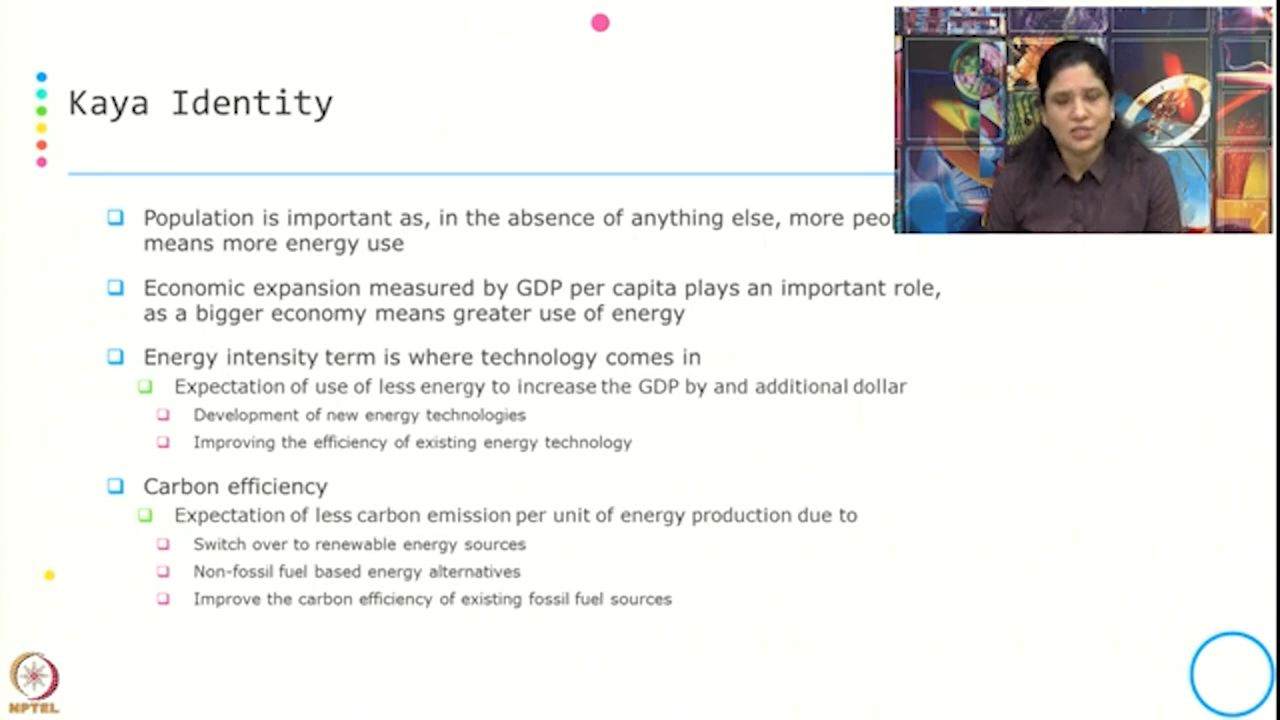 Kaya Identity
Population is important as, in the absence of anything else, more
means more energy use
Economic expansion measured by GDP per capita plays an important role,
as a bigger economy means greater use of energy
Energy intensity term is where technology comes in
Expectation of use of less energy to increase the GDP by and additional dollar
Development of new energy technologies
Improving the efficiency of existing energy technology
Carbon efficiency
Expectation of less carbon emission per unit of energy production due to
Switch over to renewable energy sources
Non-fossil fuel based energy alternatives
Improve the carbon efficiency of existing fossil fuel sources
NPTEL